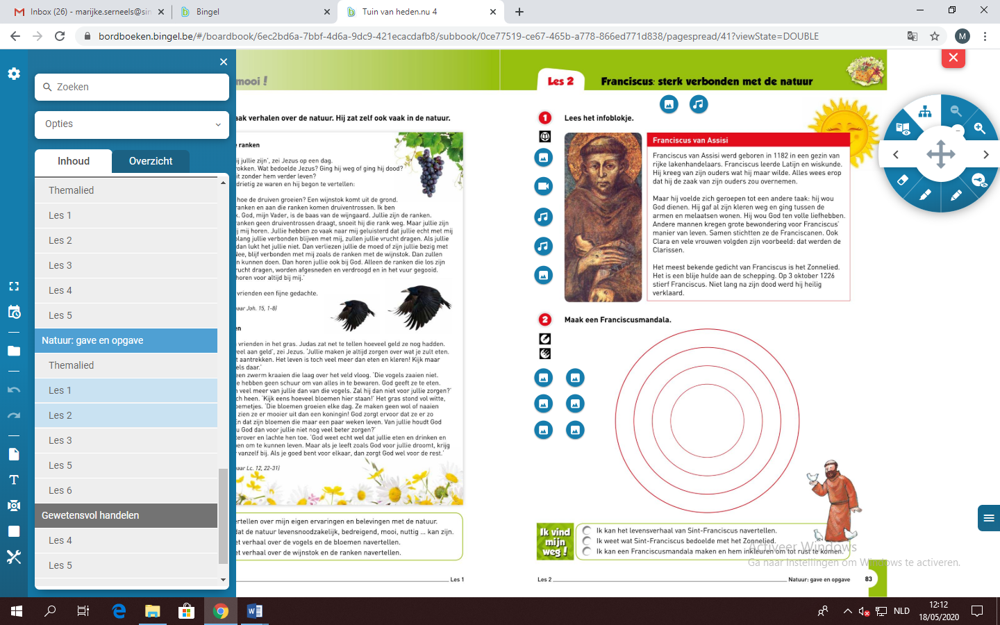 Inbox (26) - marijke.serneels@sin
Bingel
Tuin van heden.nu 4
bordboeken.bingel.be/#/boardbook/6ec2bd6a-7bbf-4d6a-9dc9-421ecacdafb8/subbook/0ce77519-ce67-465b-a778-866ed771d838/pagespread/41?viewState=DOUBLE
M
Zoeken
Opties
Inhoud
Overzicht
Themalied
Les 1
Les 2
Les 3
Les 4
Les 5
Natuur: gave en opgave
Themalied
Les 1
Les 2
Les 3
Les 5
Les 6
Gewetensvol handelen
Les 4
Les 5
mooi!
aak verhalen over de natuur. Hij zat zelf ook vaak in de natuur.
e ranken
ij jullie zijn', zei Jezus op een dag.
rokken. Wat bedoelde Jezus? Ging hij weg of ging hij dood?
it zonder hem verder leven?
drietig ze waren en hij begon te vertellen:
hoe de druiven groeien? Een wijnstok komt uit de grond.
ranken en aan die ranken komen druiventrossen. Ik ben
k. God, mijn Vader, is de baas van de wijngaard. Jullie zijn de ranken.
ranken geen druiventrossen draagt, snoeit hij die rank weg. Maar jullie zijn
ij mij horen. Jullie hebben zo vaak naar mij geluisterd dat jullie echt met mij
olang jullie verbonden blijven met mij, zullen jullie vrucht dragen. Als jullie
dan lukt het jullie niet. Dan verliezen jullie de moed of zijn jullie bezig met
Nee, blijf verbonden met mij zoals de ranken met de wijnstok. Dan zullen
n kunnen doen. Dan horen jullie ook bij God. Alleen de ranken die los zijn
rucht dragen, worden afgesneden en verdroogd en in het vuur gegooid.
horen voor altijd bij mij.'
vrienden een fijne gedachte.
aar Joh. 15, 1-8)
en
n vrienden in het gras. Judas zat net te tellen hoeveel geld ze nog hadden.
veel aan geld', zei Jezus. 'Jullie maken je altijd zorgen over wat je zult eten.
t aantrekken. Het leven is toch veel meer dan eten en kleren! Kijk maar
els daar.'
een zwerm kraaien die laag over het veld vloog. 'Die vogels zaaien niet.
e hebben geen schuur om van alles in te bewaren. God geeft ze te eten.
n veel meer van jullie dan van die vogels. Zal hij dan niet voor jullie zorgen?'
ch heen. 'Kijk eens hoeveel bloemen hier staan!' Het gras stond vol witte,
oemetjes. 'Die bloemen groeien elke dag. Ze maken geen wol of naaien
zien ze er mooier uit dan een koningin! God zorgt ervoor dat ze er zo
En dat zijn bloemen die maar een paar weken leven. Van jullie houdt God
u God dan voor jullie niet nog veel beter zorgen?'
terover en lachte hen toe. 'God weet echt wel dat jullie eten en drinken en
en om te kunnen leven. Maar als je leeft zoals God voor jullie droomt, krijg
r vanzelf bij. Als je goed bent voor elkaar, dan zorgt God wel voor de rest.'
aar Lc. 12, 22-31)
ertellen over mijn eigen ervaringen en belevingen met de natuur.
dat de natuur levensnoodzakelijk, bedreigend, mooi, nuttig ... kan zijn.
et verhaal over de vogels en de bloemen navertellen.
et verhaal over de wijnstok en de ranken navertellen.
Les 1
Les 2
Franciscus: sterk verbonden met de natuur
1
Lees het infoblokje.
Franciscus van Assisi
Franciscus van Assisi werd geboren in 1182 in een gezin van
rijke lakenhandelaars. Franciscus leerde Latijn en wiskunde.
Hij kreeg van zijn ouders wat hij maar wilde. Alles wees erop
dat hij de zaak van zijn ouders zou overnemen.
Maar hij voelde zich geroepen tot een andere taak: hij wou
God dienen. Hij gaf al zijn kleren weg en ging tussen de
armen en melaatsen wonen. Hij wou God ten volle liefhebben.
Andere mannen kregen grote bewondering voor Franciscus'
manier van leven. Samen stichtten ze de Franciscanen. Ook
Clara en vele vrouwen volgden zijn voorbeeld: dat werden de
Clarissen.
Het meest bekende gedicht van Franciscus is het Zonnelied.
Het is een blije hulde aan de schepping. Op 3 oktober 1226
stierf Franciscus. Niet lang na zijn dood werd hij heilig
verklaard.
2
Maak een Franciscusmandala.
Ik vind
mijn
weg!
Ik kan het levensverhaal van Sint-Franciscus navertellen.
Ik weet wat Sint-Franciscus bedoelde met het Zonnelied.
Ik kan een Franciscusmandala maken en hem inkleuren om tot rust te komen.
Activeer Windows
Ga naar Instellingen om Windows te activeren.
Les 2
Natuur: gave en opgave
83
T
NLD
12:12
18/05/2020